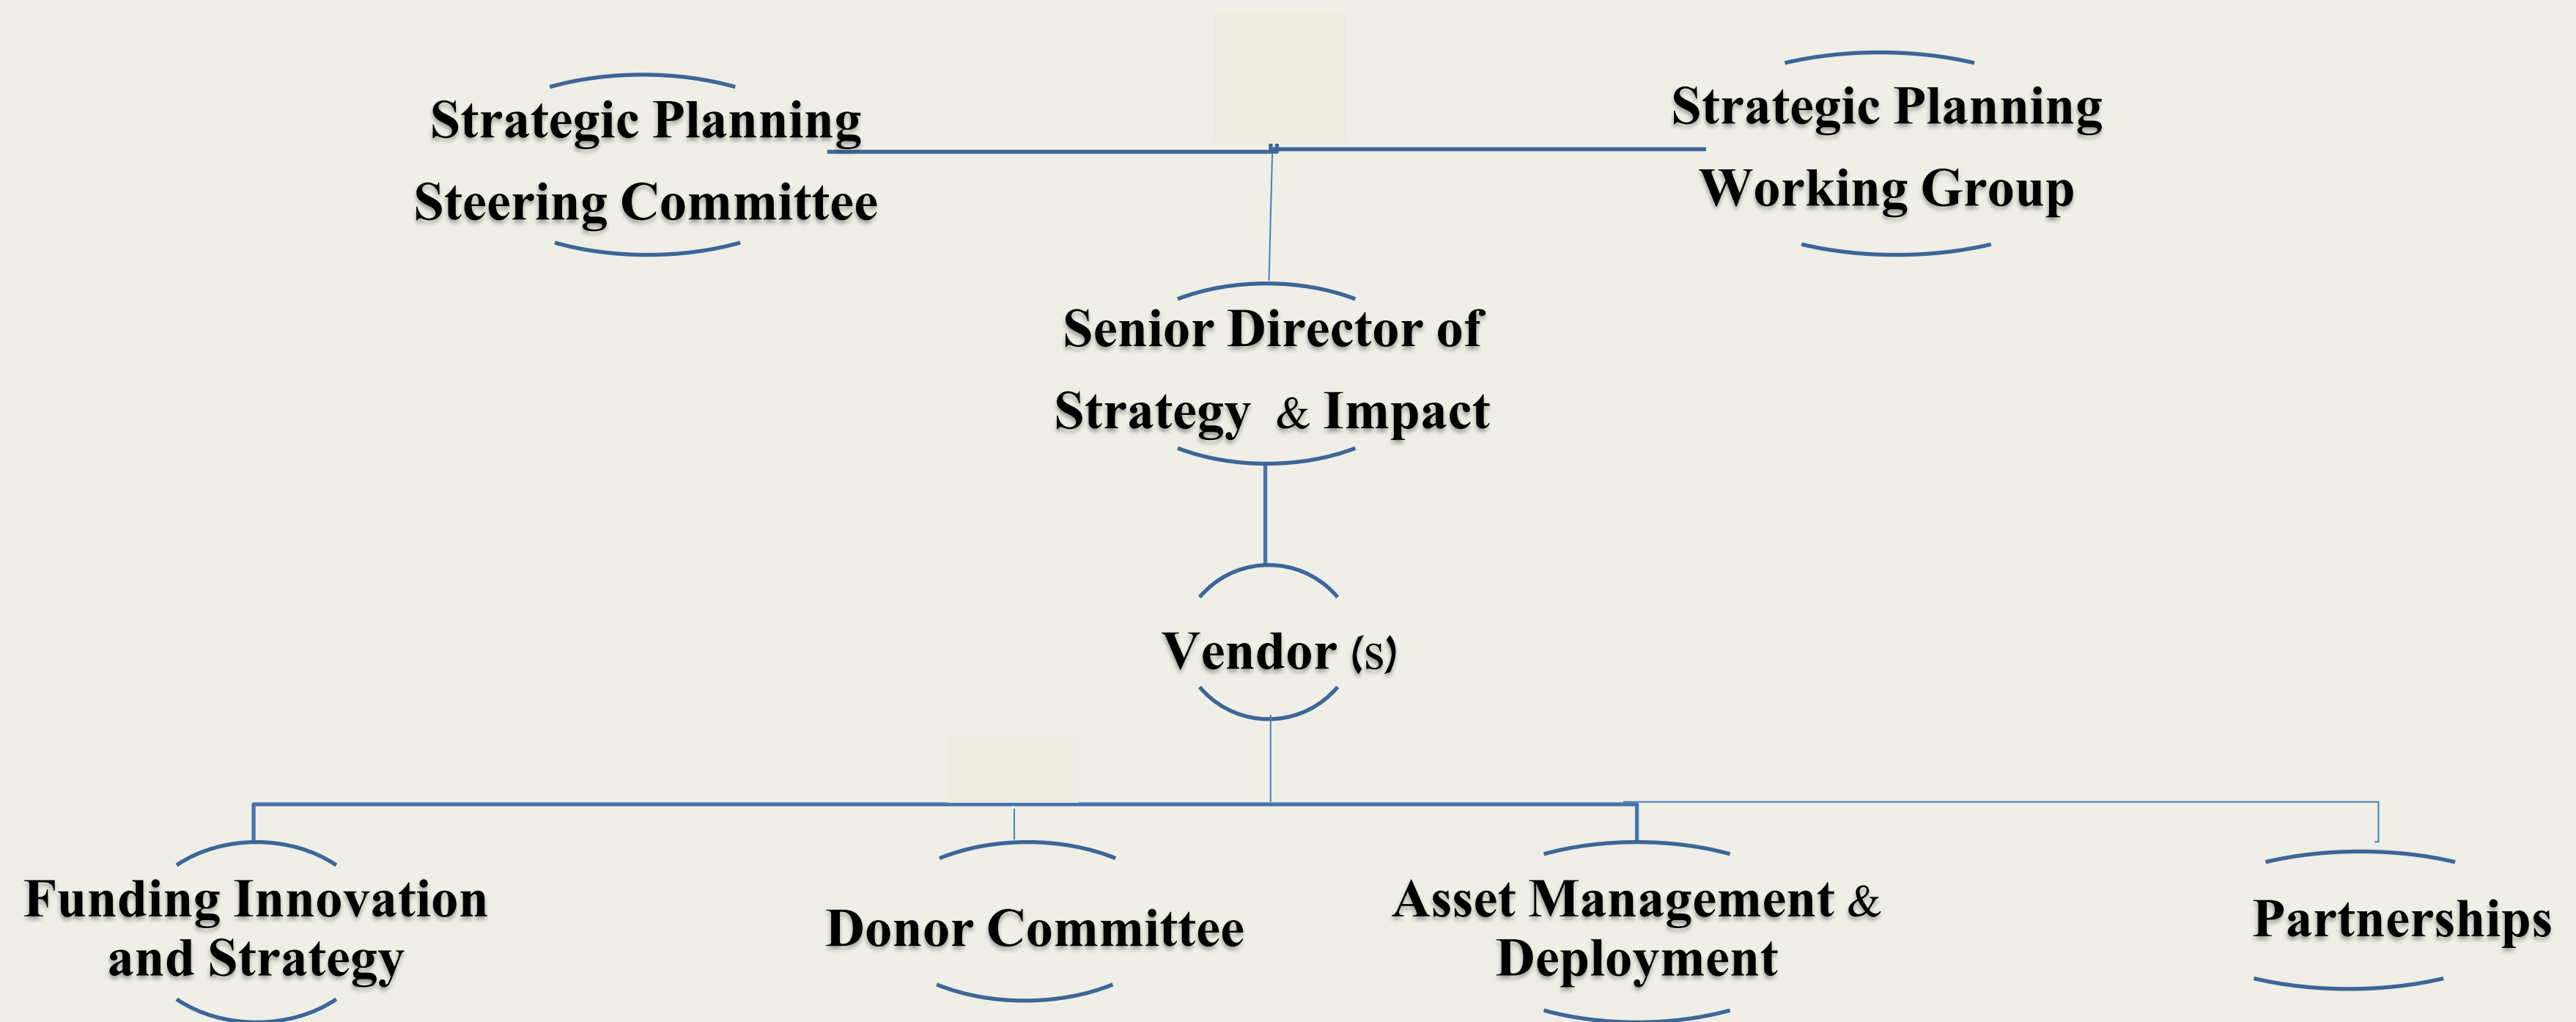 Strategic Planning
Steering Committee
Strategic Planning
Working Group
Senior Director of
Strategy & Impact
Vendor (s)
Funding Innovation
and Strategy
Donor Committee
Asset Management &
Deployment
Partnerships